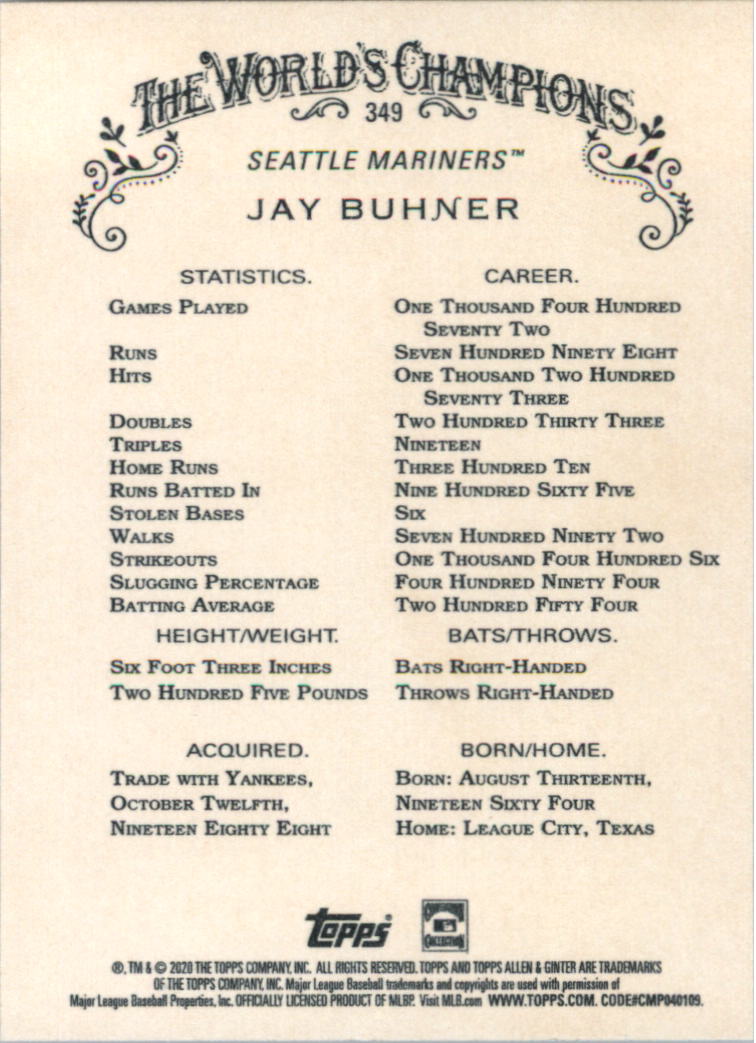 THE WORLD'S CHAMPIONS
349
SEATTLE MARINERS™
JAY BUHNER
STATISTICS. CAREER.
GAMES PLAYED ONE THOUSAND FOUR HUNDRED
SEVENTY TWO
RUNS SEVEN HUNDRED NINETY EIGHT
HITS ONE THOUSAND TWO HUNDRED
SEVENTY THREE
DOUBLES TWO HUNDRED THIRTY THREE
TRIPLES NINETEEN
HOME RUNS THREE HUNDRED TEN
RUNS BATTED IN NINE HUNDRED SIXTY FIVE
STOLEN BASES SIX
WALKS SEVEN HUNDRED NINETY TWO
STRIKEOUTS ONE THOUSAND FOUR HUNDRED SIX
SLUGGING PERCENTAGE FOUR HUNDRED NINETY FOUR
BATTING AVERAGE TWO HUNDRED FIFTY FOUR
HEIGHT/WEIGHT. BATS/THROWS.
SIX FOOT THREE INCHES BATS RIGHT-HANDED
TWO HUNDRED FIVE POUNDS THROWS RIGHT-HANDED
ACQUIRED. BORN/HOME.
TRADE WITH YANKEES, BORN: AUGUST THIRTEENTH,
OCTOBER TWELFTH, NINETEEN SIXTY FOUR
NINETEEN EIGHTY EIGHT HOME: LEAGUE CITY, TEXAS
Topps®
COOPERSTOWN
COLLECTION
®, TM & © 2020 THE TOPPS COMPANY, INC. ALL RIGHTS RESERVED. TOPPS AND TOPPS ALLEN & GINTER ARE TRADEMARKS
OF THE TOPPS COMPANY, INC. Major League Baseball trademarks and copyrights are used with permission of
Major League Baseball Properties, Inc. OFFICIALLY LICENSED PRODUCT OF MLBP. Visit MLB.com WWW.TOPPS.COM. CODE#CMP040109.